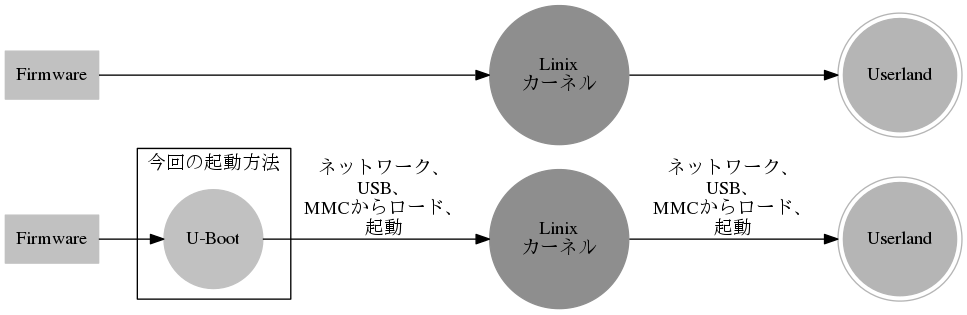 Firmware
Linix
カーネル
Userland
今回の起動方法
Firmware
U-Boot
ネットワーク、
USB、
MMCからロード、
起動
Linix
カーネル
ネットワーク、
USB、
MMCからロード、
起動
Userland